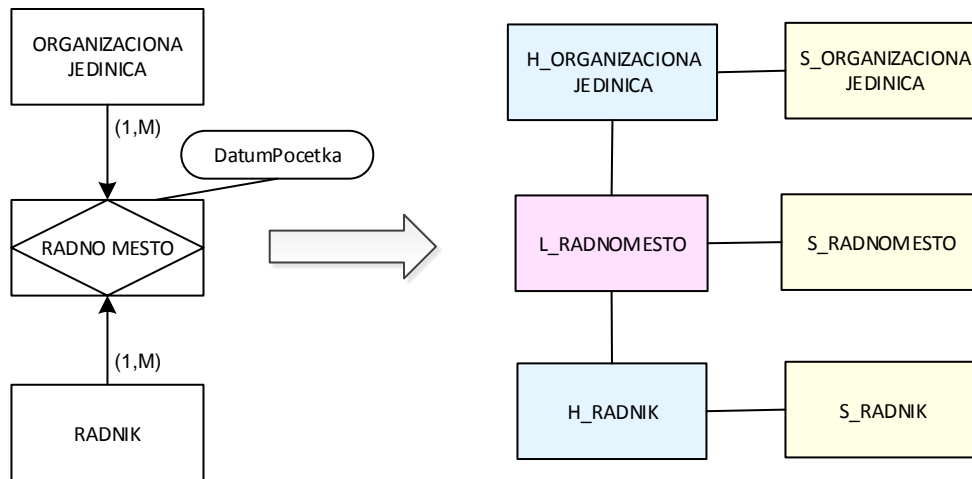 ORGANIZACIONA
JEDINICA
(1,M)
DatumPocetka
RADNO MESTO
(1,M)
RADNIK
H_ORGANIZACIONA
JEDINICA
S_ORGANIZACIONA
JEDINICA
L_RADNOMESTO
S_RADNOMESTO
H_RADNIK
S_RADNIK